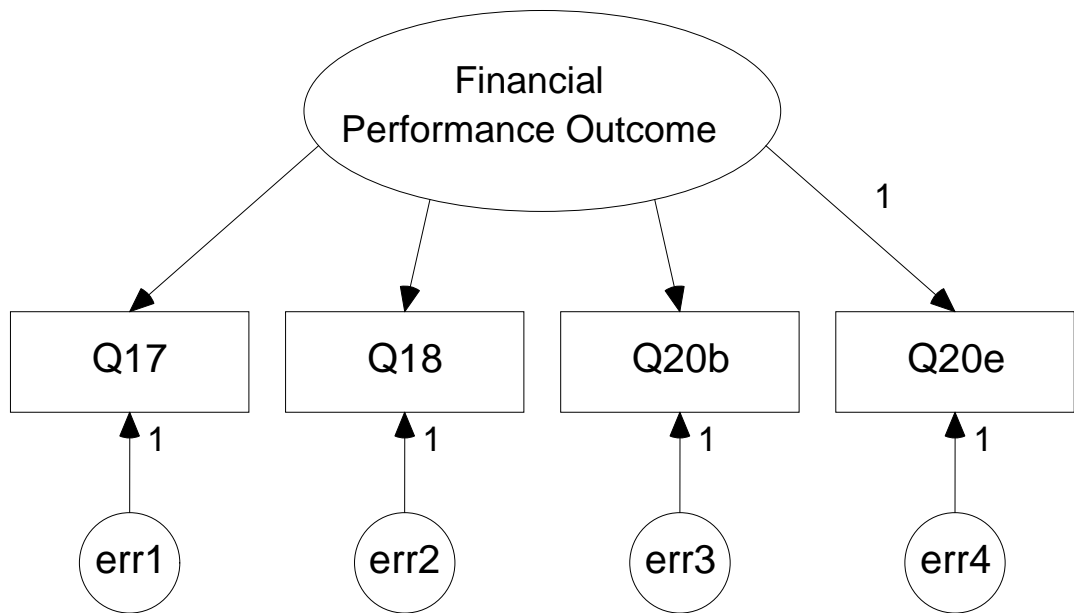 Financial
Performance Outcome
1
Q17
Q18
Q20b
Q20e
1
1
1
1
err1
err2
err3
err4